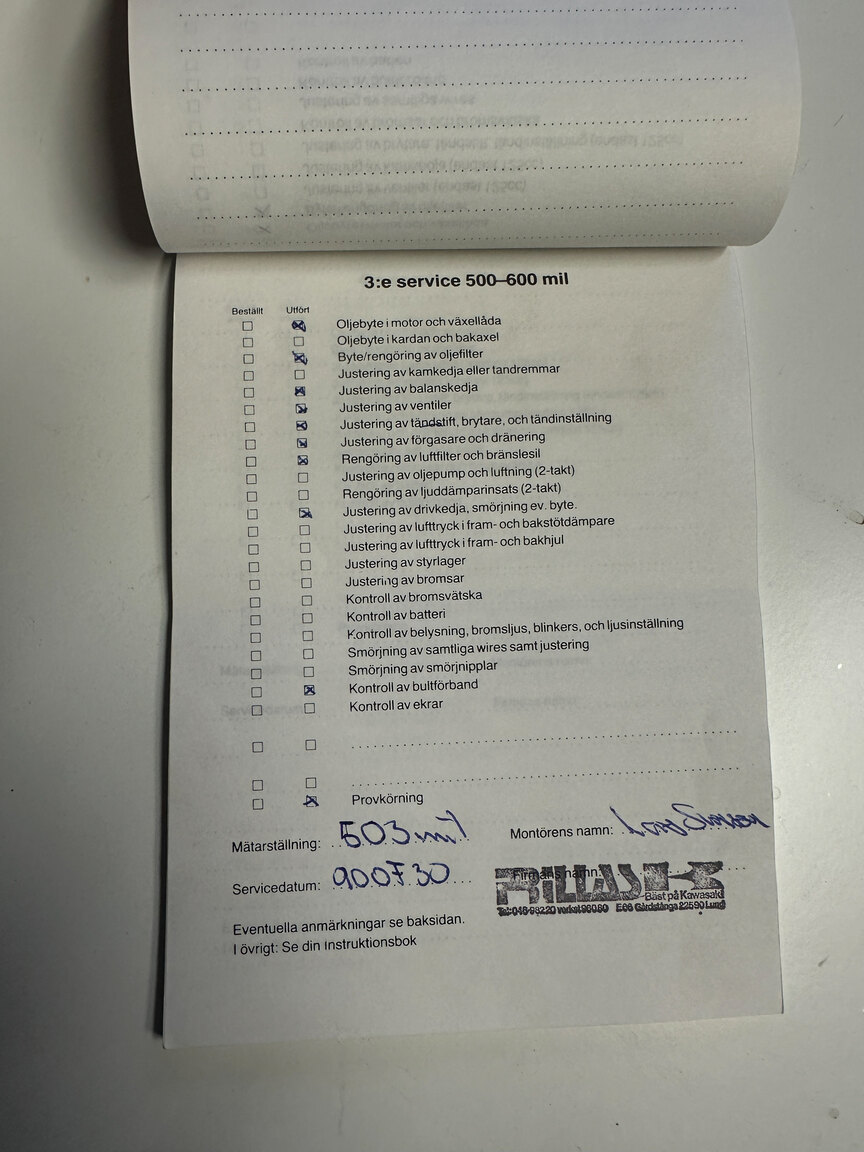 3:e service 500–600 mil
Beställt Utfört
Oljebyte i motor och växellåda
Oljebyte i kardan och bakaxel
Byte/rengöring av oljefilter
Justering av kamkedja eller tandremmar
Justering av balanskedja
Justering av ventiler
Justering av tändstift, brytare, och tändinställning
Justering av förgasare och dränering
Rengöring av luftfilter och bränslesil
Justering av oljepump och luftning (2-takt)
Rengöring av ljuddämparinsats (2-takt)
Justering av drivkedja, smörjning ev. byte.
Justering av lufttryck i fram- och bakstötdämpare
Justering av lufttryck i fram- och bakhjul
Justering av styrlager
Justering av bromsar
Kontroll av bromsvätska
Kontroll av batteri
Kontroll av belysning, bromsljus, blinkers, och ljusinställning
Smörjning av samtliga wires samt justering
Smörjning av smörjnipplar
Kontroll av bultförband
Kontroll av ekrar
Provkörning
Mätarställning: 503 mil Montörens namn:
Servicedatum: 900730 Firmans namn:
Bäst på Kawasaki
Eventuella anmärkningar se baksidan.
I övrigt: Se din instruktionsbok